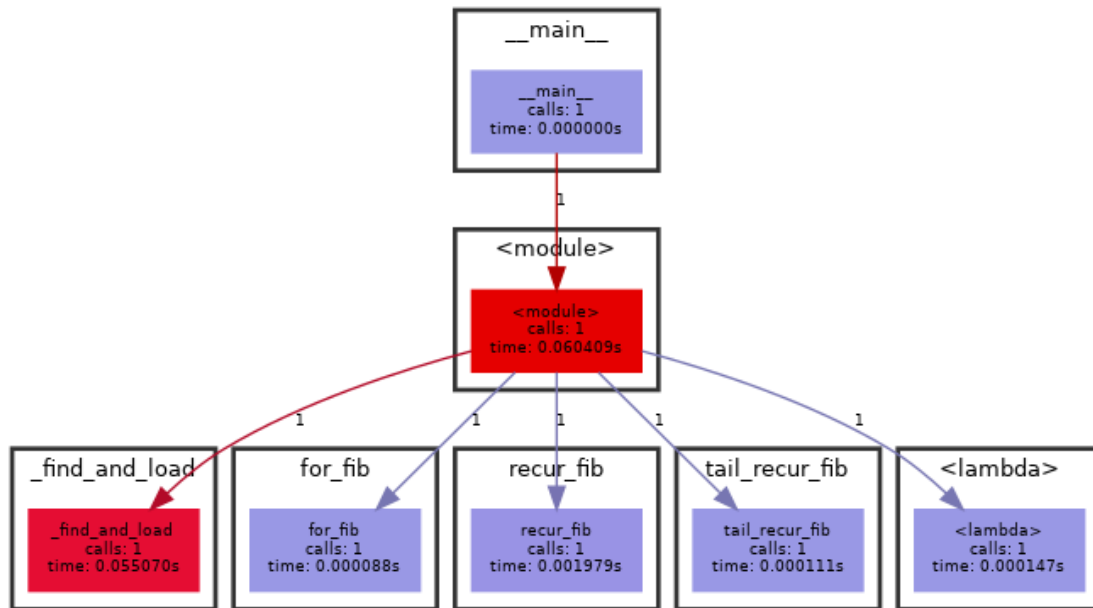 __main__
__main__
calls: 1
time: 0.000000s
1
<module>
<module>
calls: 1
time: 0.060409s
1
1
1
1
1
_find_and_load
_find_and_load
calls: 1
time: 0.055070s
for_fib
for_fib
calls: 1
time: 0.000088s
recur_fib
recur_fib
calls: 1
time: 0.001979s
tail_recur_fib
tail_recur_fib
calls: 1
time: 0.000111s
<lambda>
<lambda>
calls: 1
time: 0.000147s